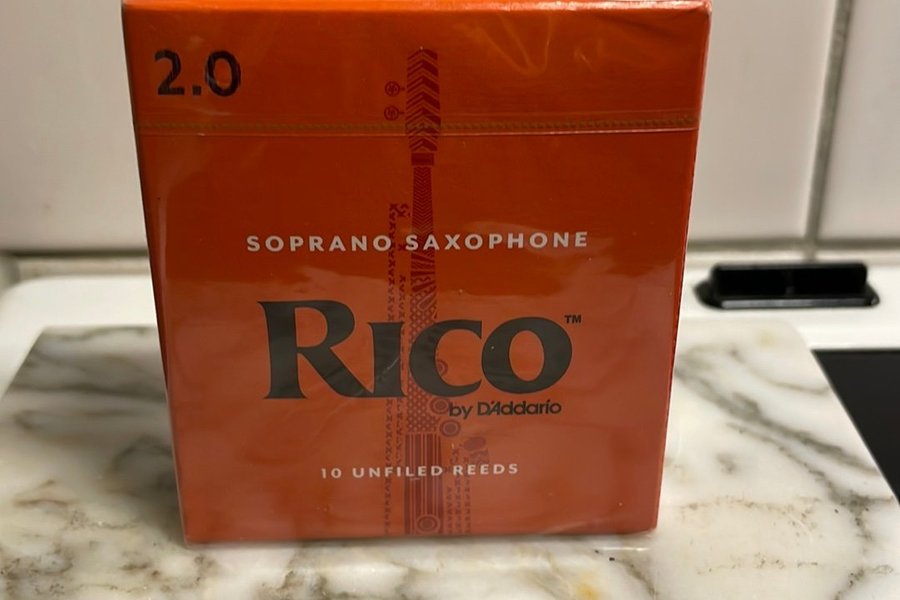 2.0
SOPRANO SAXOPHONE
RICO™
by D'Addario
10 UNFILED REEDS